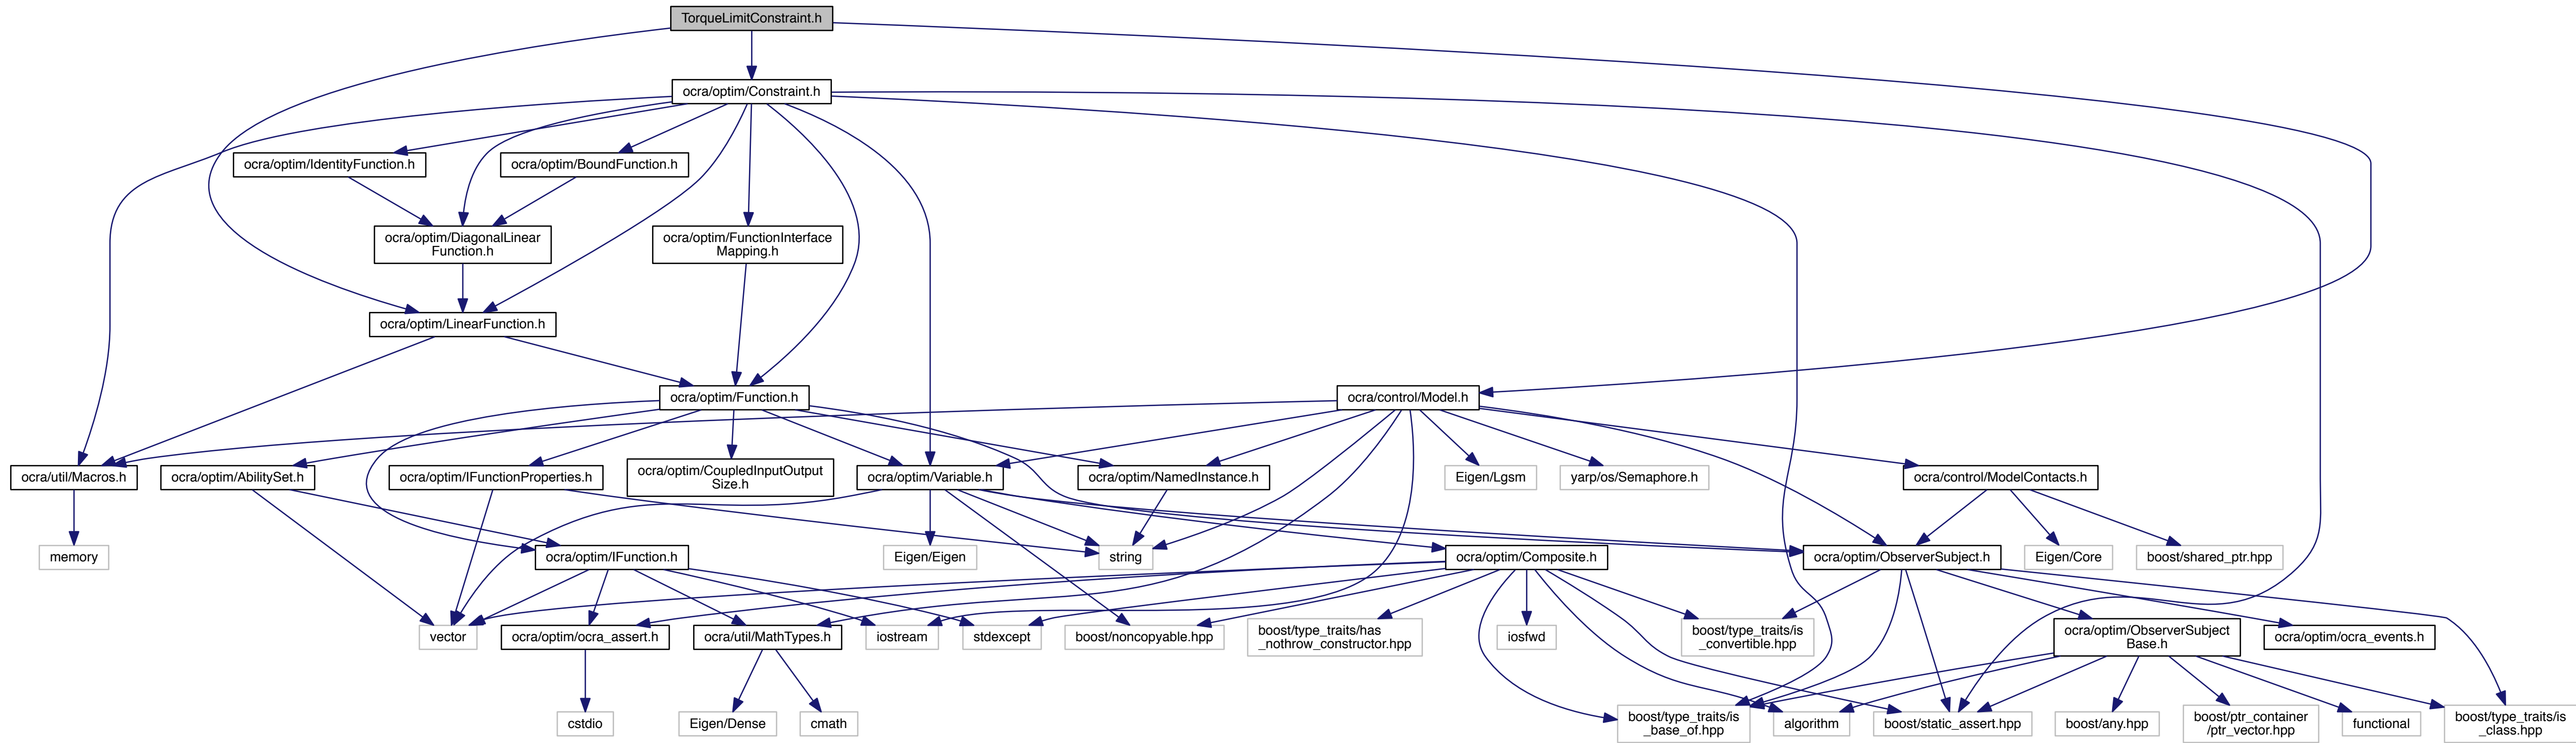 TorqueLimitConstraint.h
ocra/optim/Constraint.h
ocra/optim/IdentityFunction.h
ocra/optim/BoundFunction.h
ocra/optim/DiagonalLinear
Function.h
ocra/optim/FunctionInterface
Mapping.h
ocra/optim/LinearFunction.h
ocra/optim/Function.h
ocra/control/Model.h
ocra/util/Macros.h
ocra/optim/AbilitySet.h
ocra/optim/IFunctionProperties.h
ocra/optim/CoupledInputOutput
Size.h
ocra/optim/Variable.h
ocra/optim/NamedInstance.h
Eigen/Lgsm
yarp/os/Semaphore.h
ocra/control/ModelContacts.h
memory
ocra/optim/IFunction.h
Eigen/Eigen
string
ocra/optim/Composite.h
ocra/optim/ObserverSubject.h
Eigen/Core
boost/shared_ptr.hpp
vector
ocra/optim/ocra_assert.h
ocra/util/MathTypes.h
iostream
stdexcept
boost/noncopyable.hpp
boost/type_traits/has
_nothrow_constructor.hpp
iosfwd
boost/type_traits/is
_convertible.hpp
ocra/optim/ObserverSubject
Base.h
ocra/optim/ocra_events.h
cstdio
Eigen/Dense
cmath
boost/type_traits/is
_base_of.hpp
algorithm
boost/static_assert.hpp
boost/any.hpp
boost/ptr_container
/ptr_vector.hpp
functional
boost/type_traits/is
_class.hpp